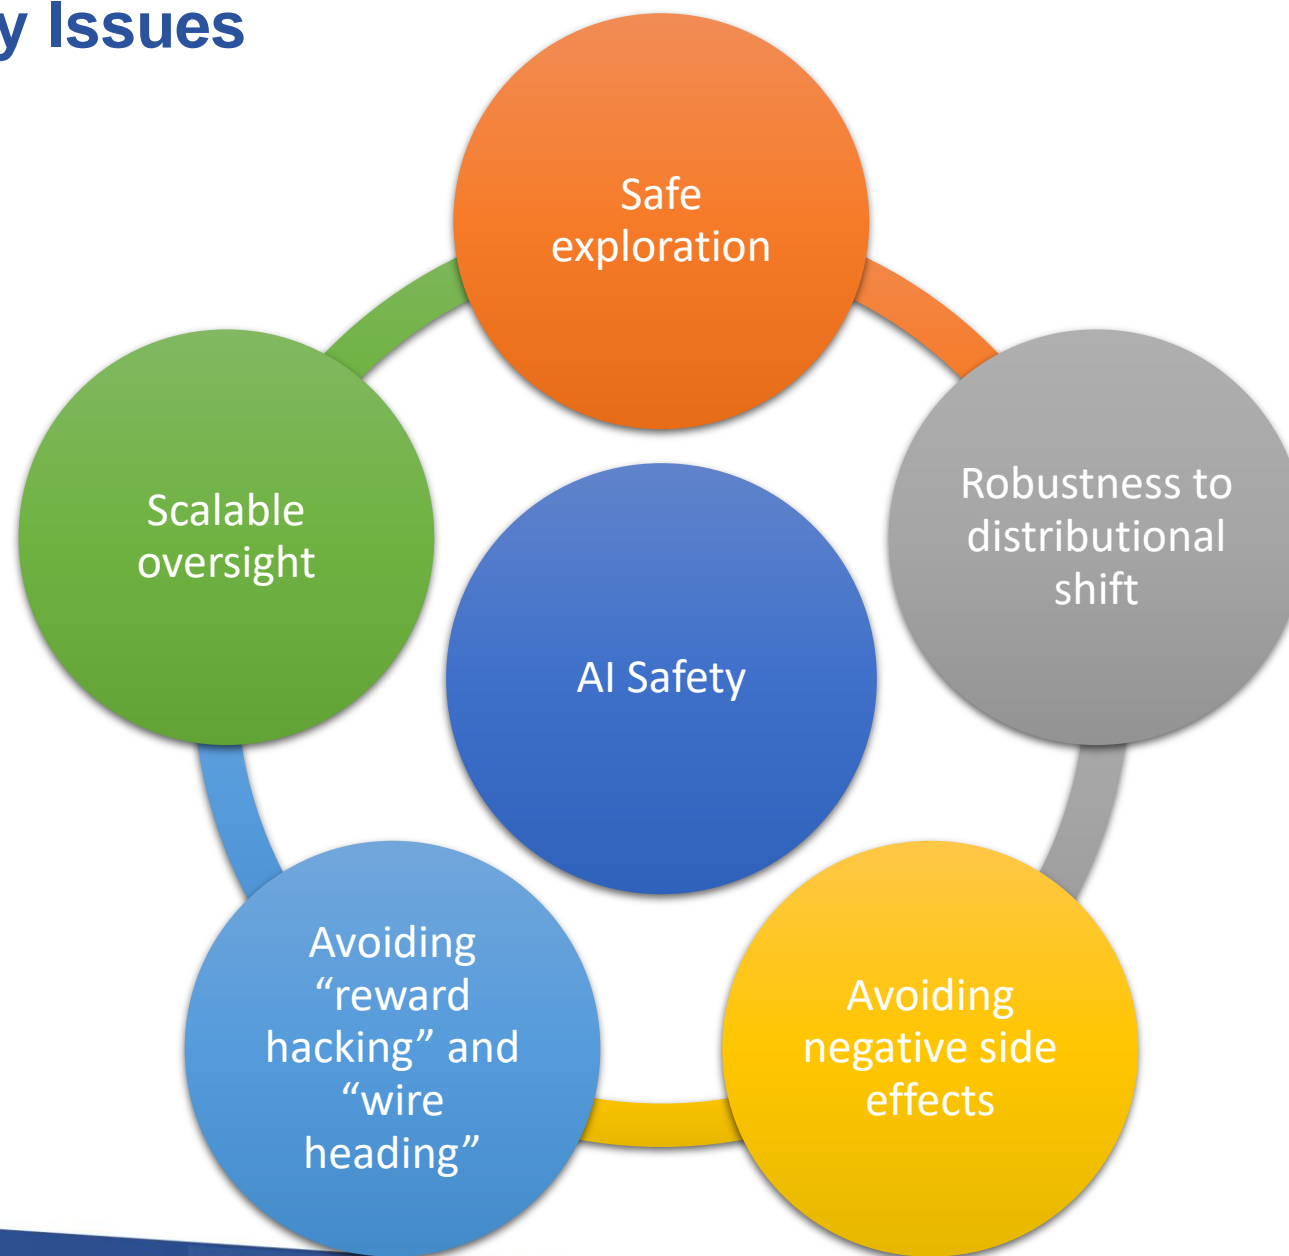 y Issues
Safe
exploration
Robustness to
distributional
shift
Avoiding
negative side
effects
Avoiding
“reward
hacking” and
“wire
heading”
Scalable
oversight
AI Safety